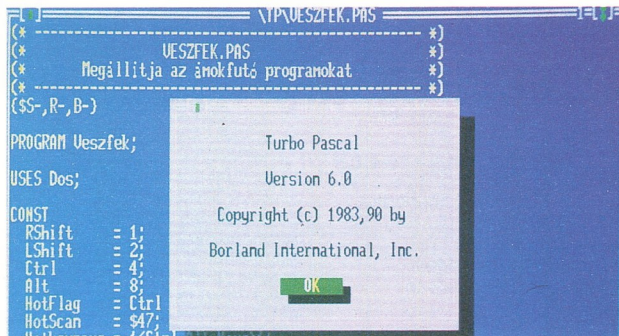 \TP\VESZFEK.PAS 1
(* ------------------------------------------------ *)
(* VESZFEK.PAS *)
(* Megállítja az ámokfutó programokat *)
(* ------------------------------------------------ *)
{$S-,R-,B-}
PROGRAM Veszfek;
USES Dos;
CONST
RShift = 1;
LShift = 2;
Ctrl = 4;
Alt = 8;
HotFlag = Ctrl
HotScan = $47;
Turbo Pascal
Version 6.0
Copyright (c) 1983,90 by
Borland International, Inc.
OK